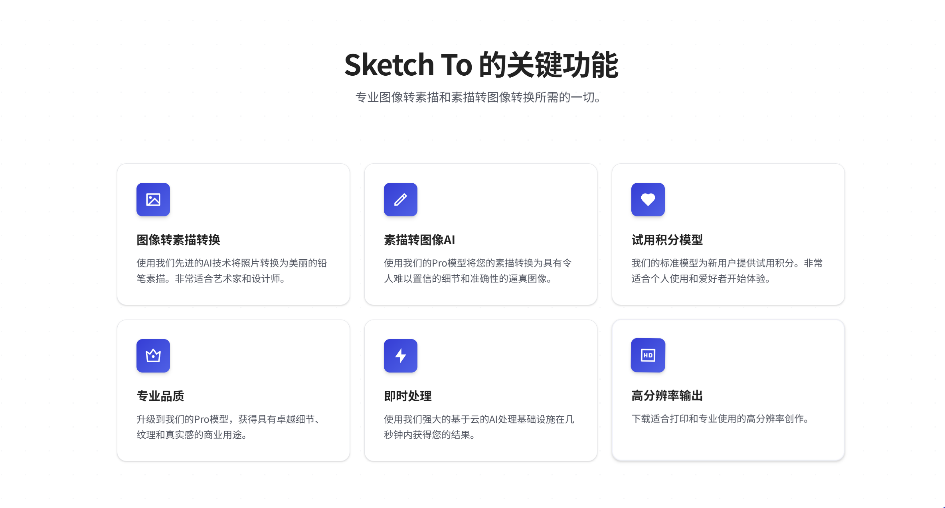 Sketch To 的关键功能
专业图像转素描和素描转图像转换所需的一切。
图像转素描转换
使用我们先进的AI技术将照片转换为美丽的铅
笔素描。非常适合艺术家和设计师。
素描转图像AI
使用我们的Pro模型将您的素描转换为具有令
人难以置信的细节和准确性的逼真图像。
试用积分模型
我们的标准模型为新用户提供试用积分。非常
适合个人使用和爱好者开始体验。
专业品质
升级到我们的Pro模型，获得具有卓越细节、
纹理和真实感的商业用途。
即时处理
使用我们强大的基于云的AI处理基础设施在几
秒钟内获得您的结果。
HD
高分辨率输出
下载适合打印和专业使用的高分辨率创作。